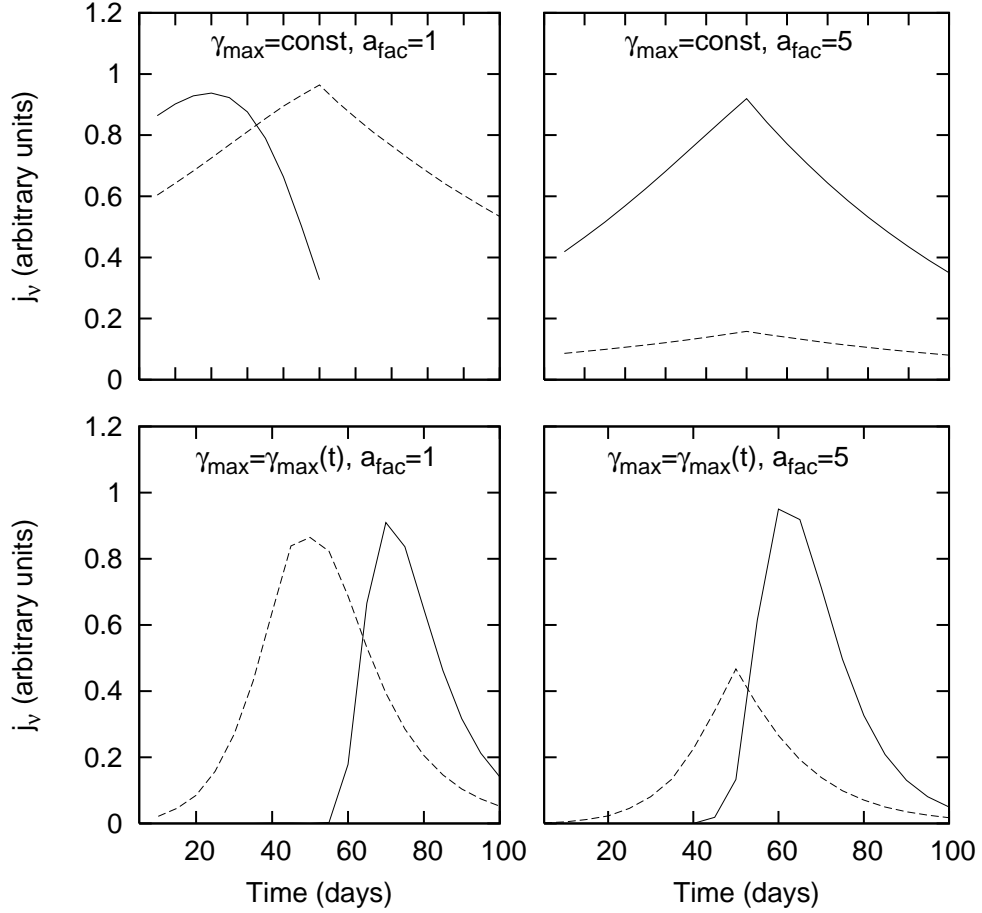 γmax=const, afac=1
γmax=const, afac=5
jν (arbitrary units)
1.2
1
0.8
0.6
0.4
0.2
0
γmax=γmax(t), afac=1
γmax=γmax(t), afac=5
jν (arbitrary units)
1.2
1
0.8
0.6
0.4
0.2
0
20 40 60 80 100
20 40 60 80 100
Time (days)
Time (days)